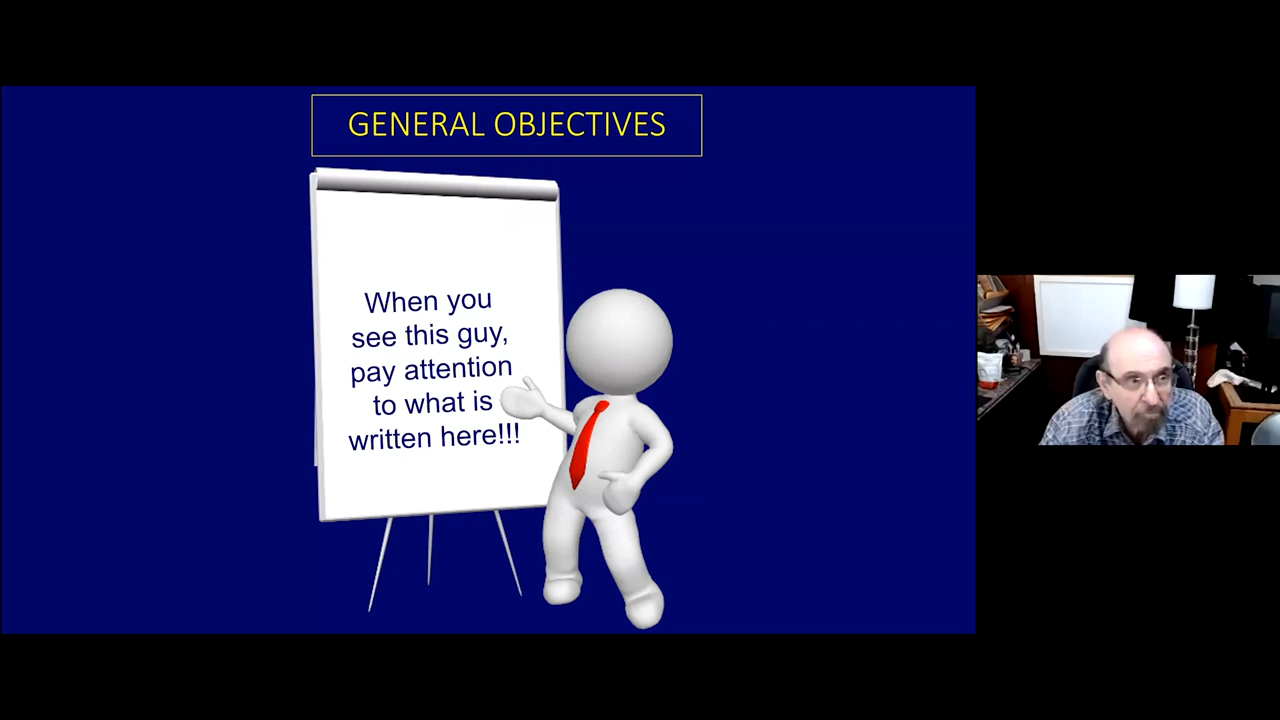 GENERAL OBJECTIVES
When you
see this guy,
pay attention
to what is
written here!!!